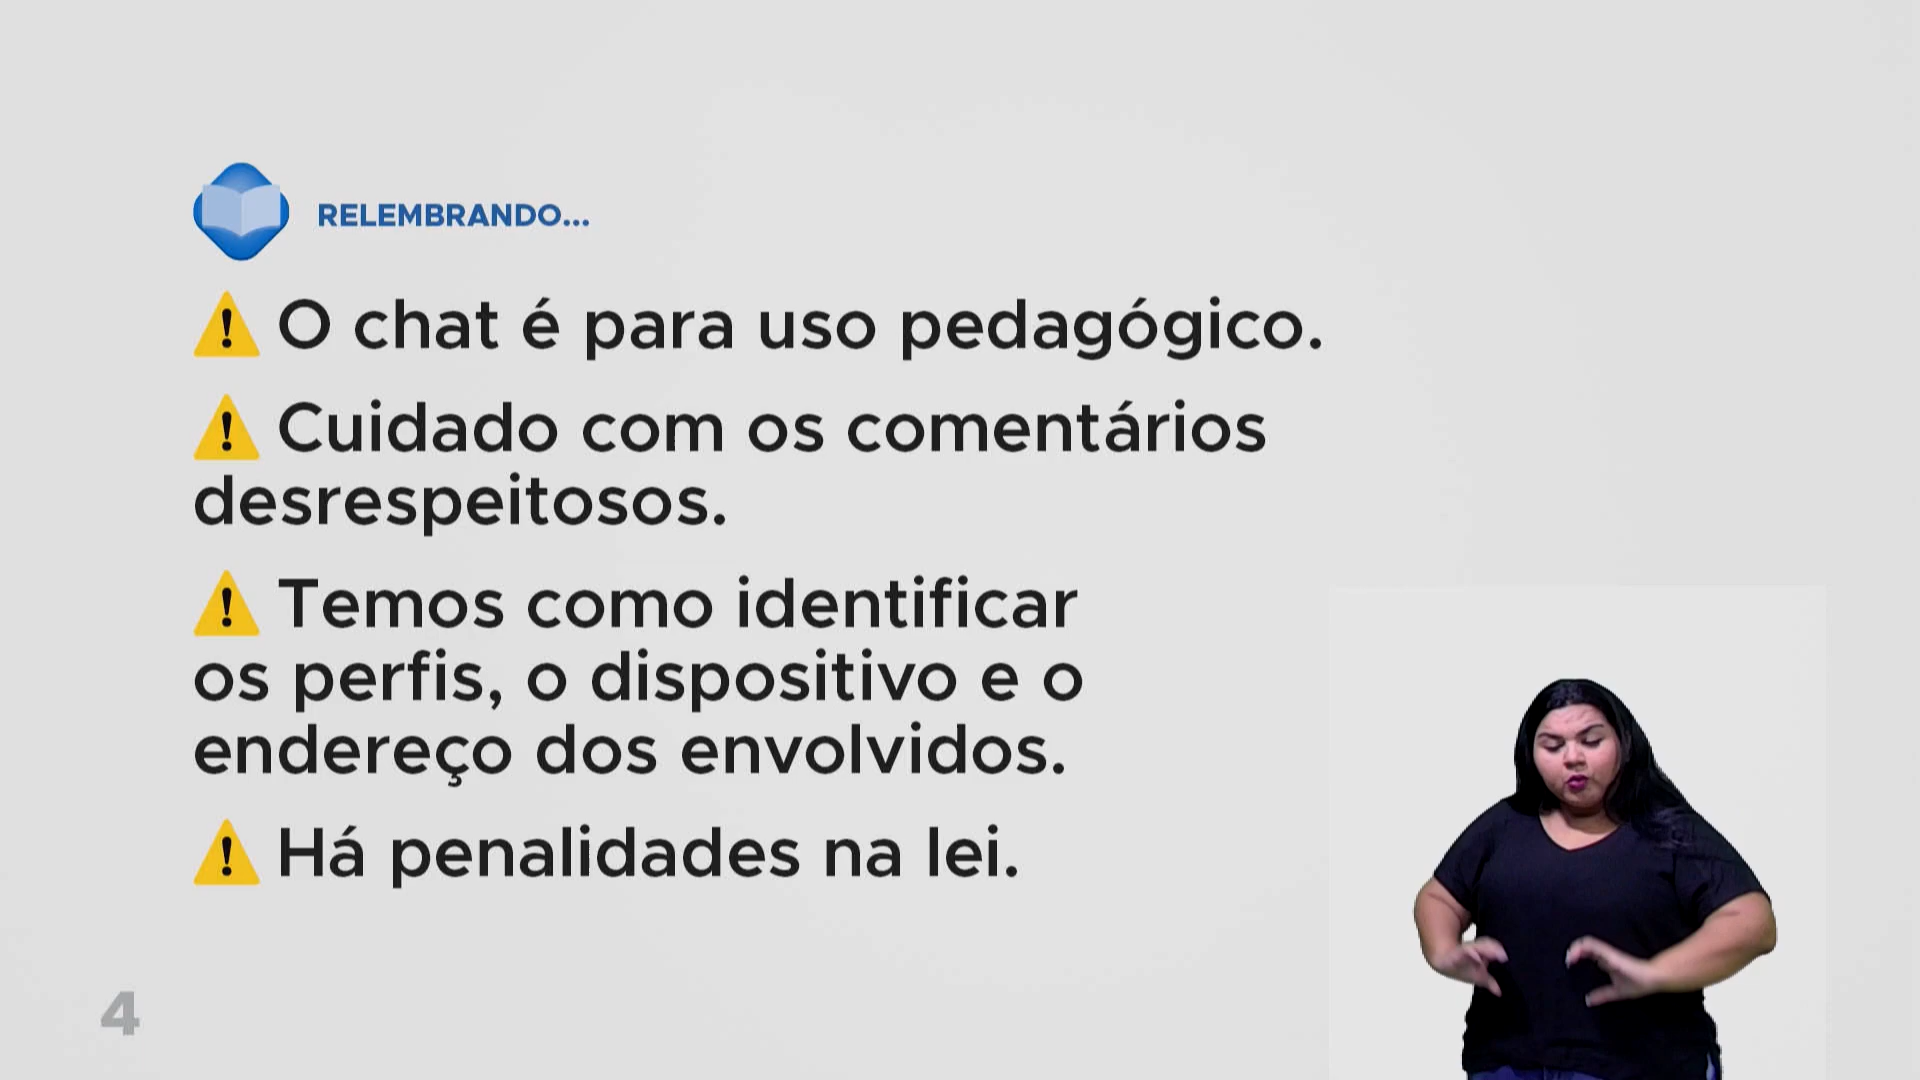 RELEMBRANDO...
⚠ O chat é para uso pedagógico.
⚠ Cuidado com os comentários
desrespeitosos.
⚠ Temos como identificar
os perfis, o dispositivo e o
endereço dos envolvidos.
⚠ Há penalidades na lei.
4